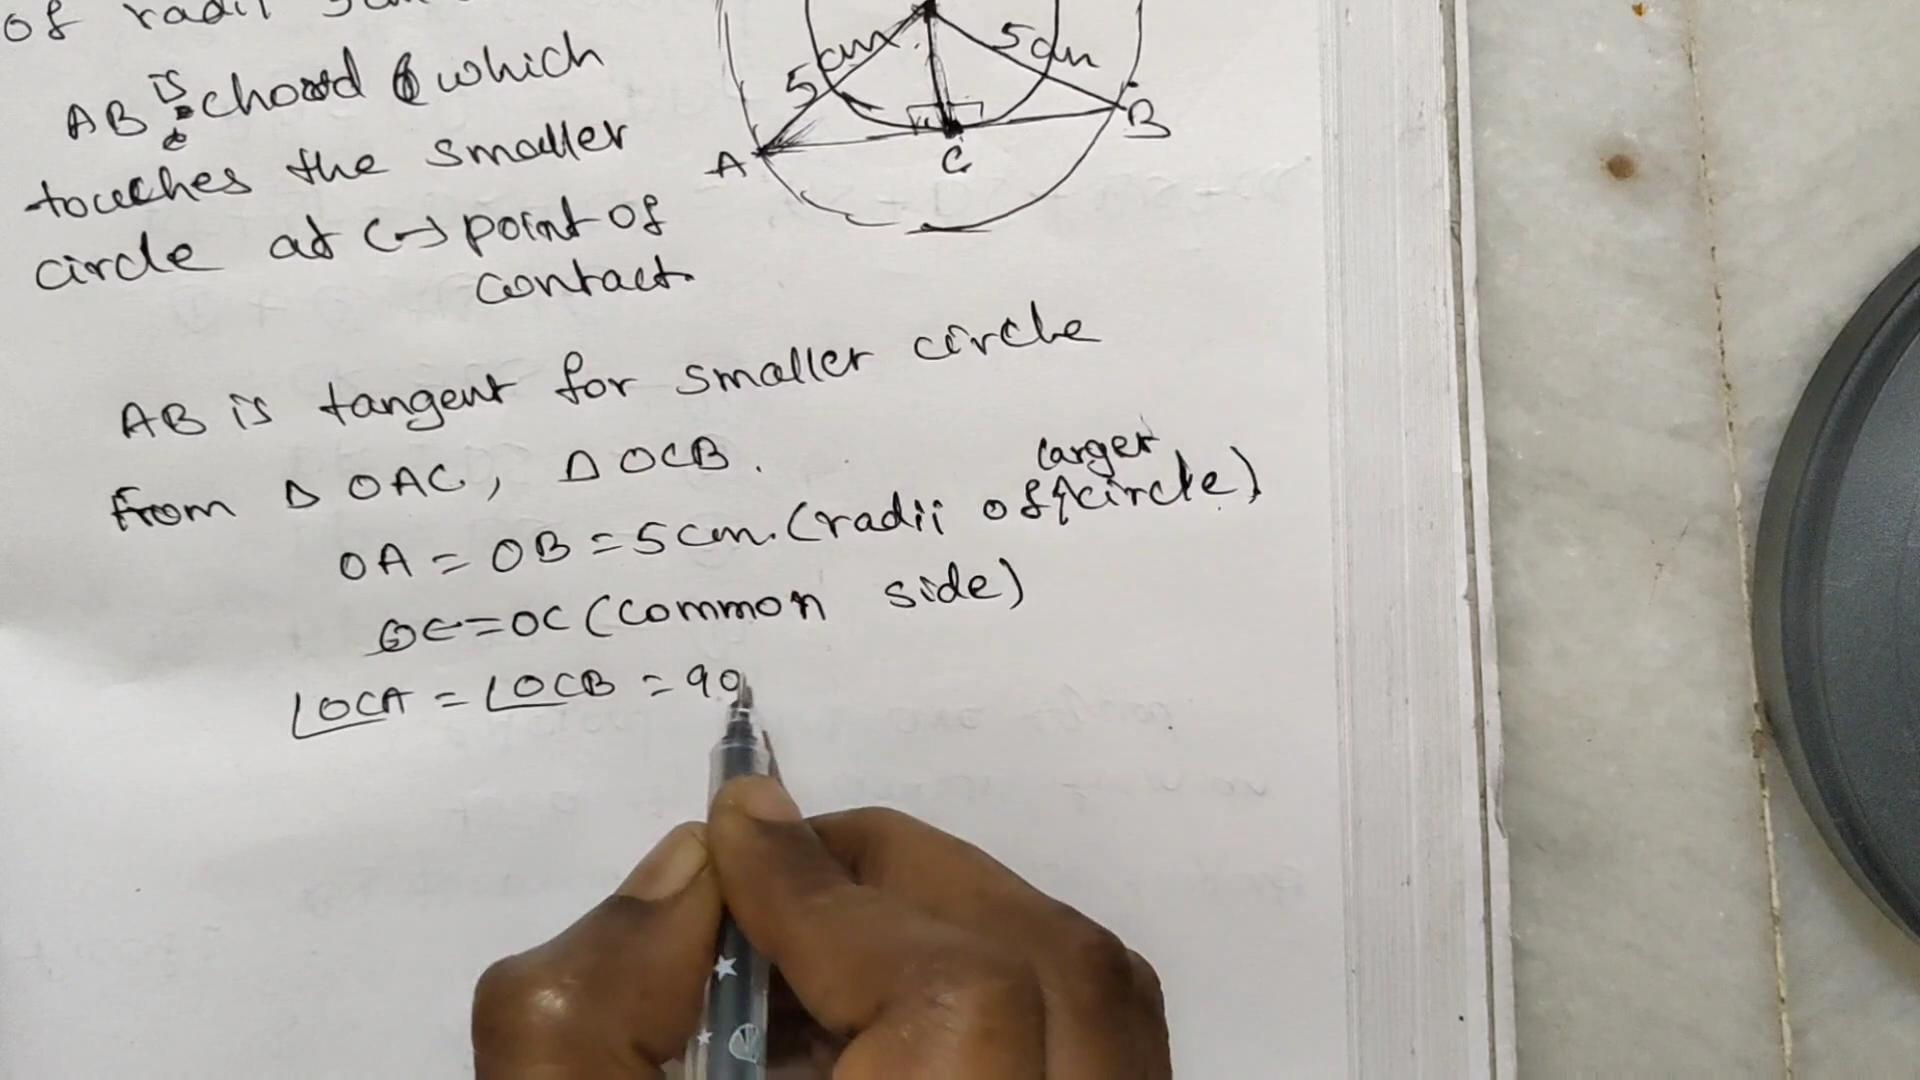 of radii 5cm
AB is chord which
touches the smaller
circle at C → point of
contact.
5cm
5cm
A
C
B
AB is tangent for smaller circle
From Δ OAC, Δ OCB.
OA = OB = 5cm. (radii of larger circle)
OC = OC (common side)
∠OCA = ∠OCB = 90